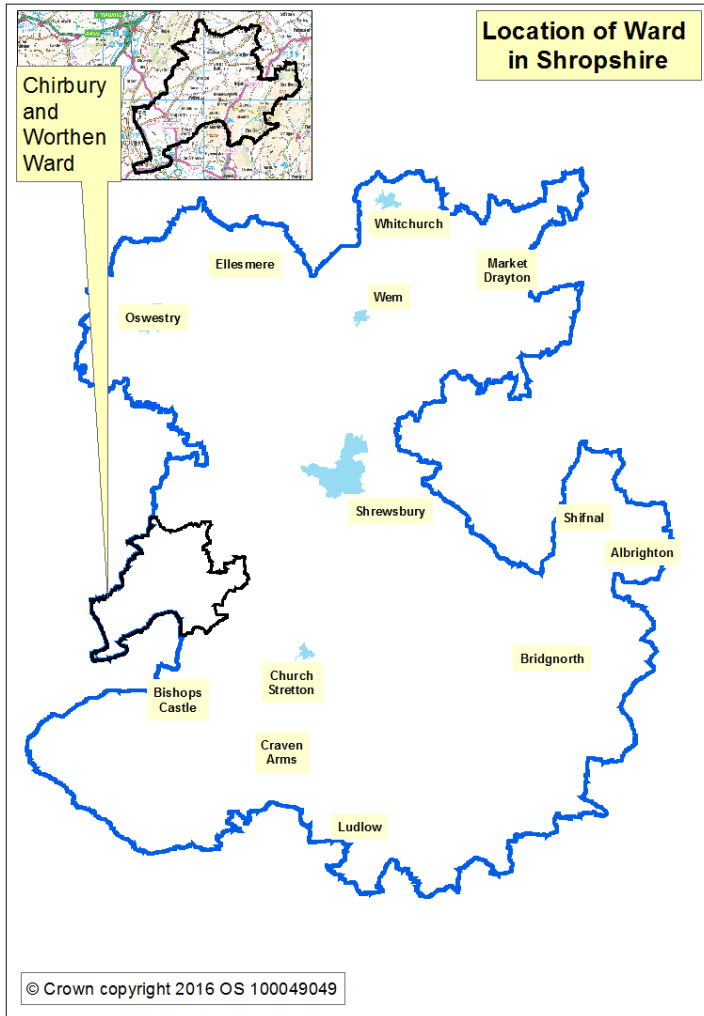 Location of Ward
in Shropshire
Chirbury
and
Worthen
Ward
Whitchurch
Ellesmere
Market
Drayton
Wem
Oswestry
Shrewsbury
Shifnal
Albrighton
Bridgnorth
Church
Stretton
Bishops
Castle
Craven
Arms
Ludlow
© Crown copyright 2016 OS 100049049